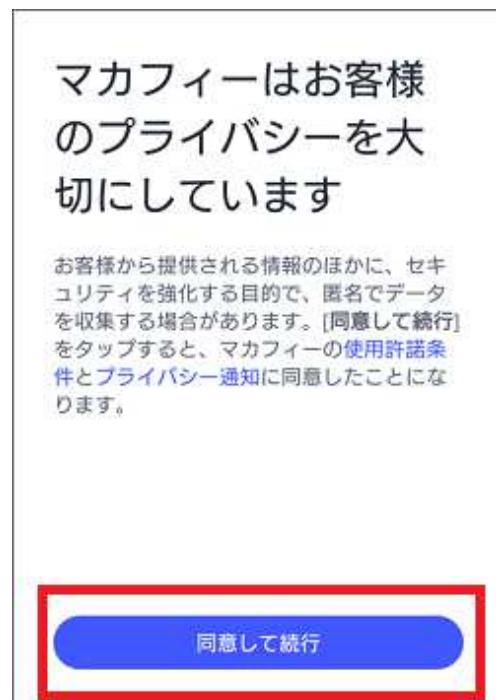 マカフィーはお客様
のプライバシーを大
切にしています
お客様から提供される情報のほかに、セキ
ュリティを強化する目的で、匿名でデータ
を収集する場合があります。[同意して続行]
をタップすると、マカフィーの使用許諾条
件とプライバシー通知に同意したことにな
ります。
同意して続行